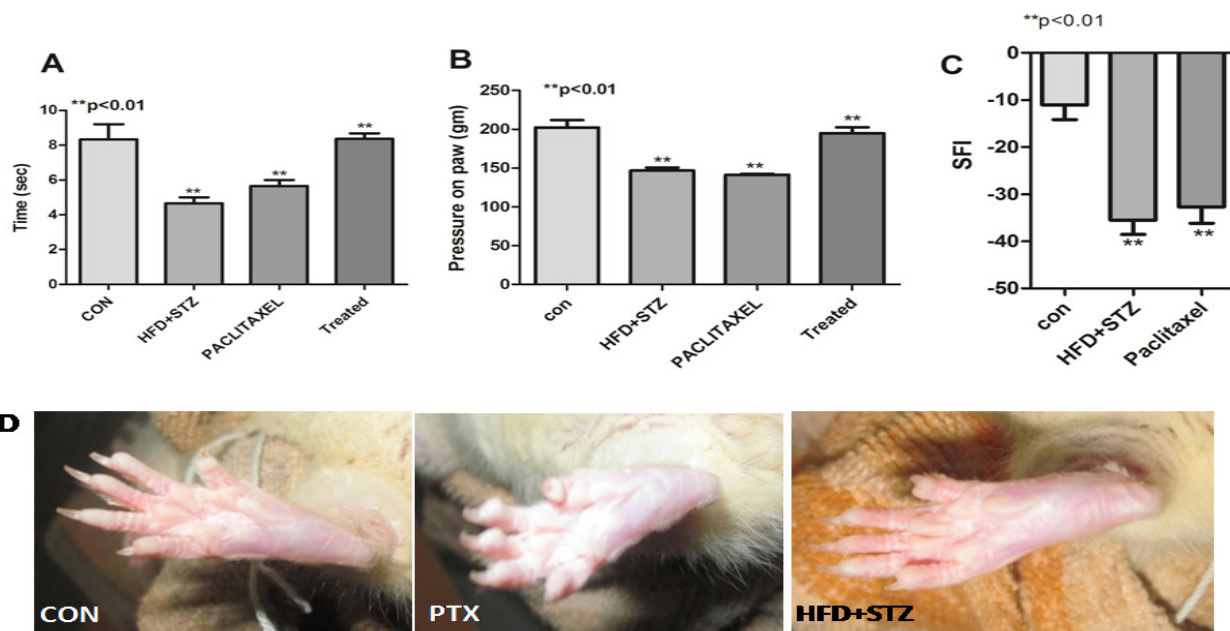 A
**p<0.01
Time (sec)
10
8
6
4
2
0
**
**
**
CON
HFD+STZ
PACLITAXEL
Treated
B
**p<0.01
Pressure on paw (gm)
250
200
150
100
50
0
**
**
**
con
HFD+STZ
PACLITAXEL
Treated
**p<0.01
C
SFI
0
-10
-20
-30
-40
-50
**
**
con
HFD+STZ
Paclitaxel
D
CON
PTX
HFD+STZ